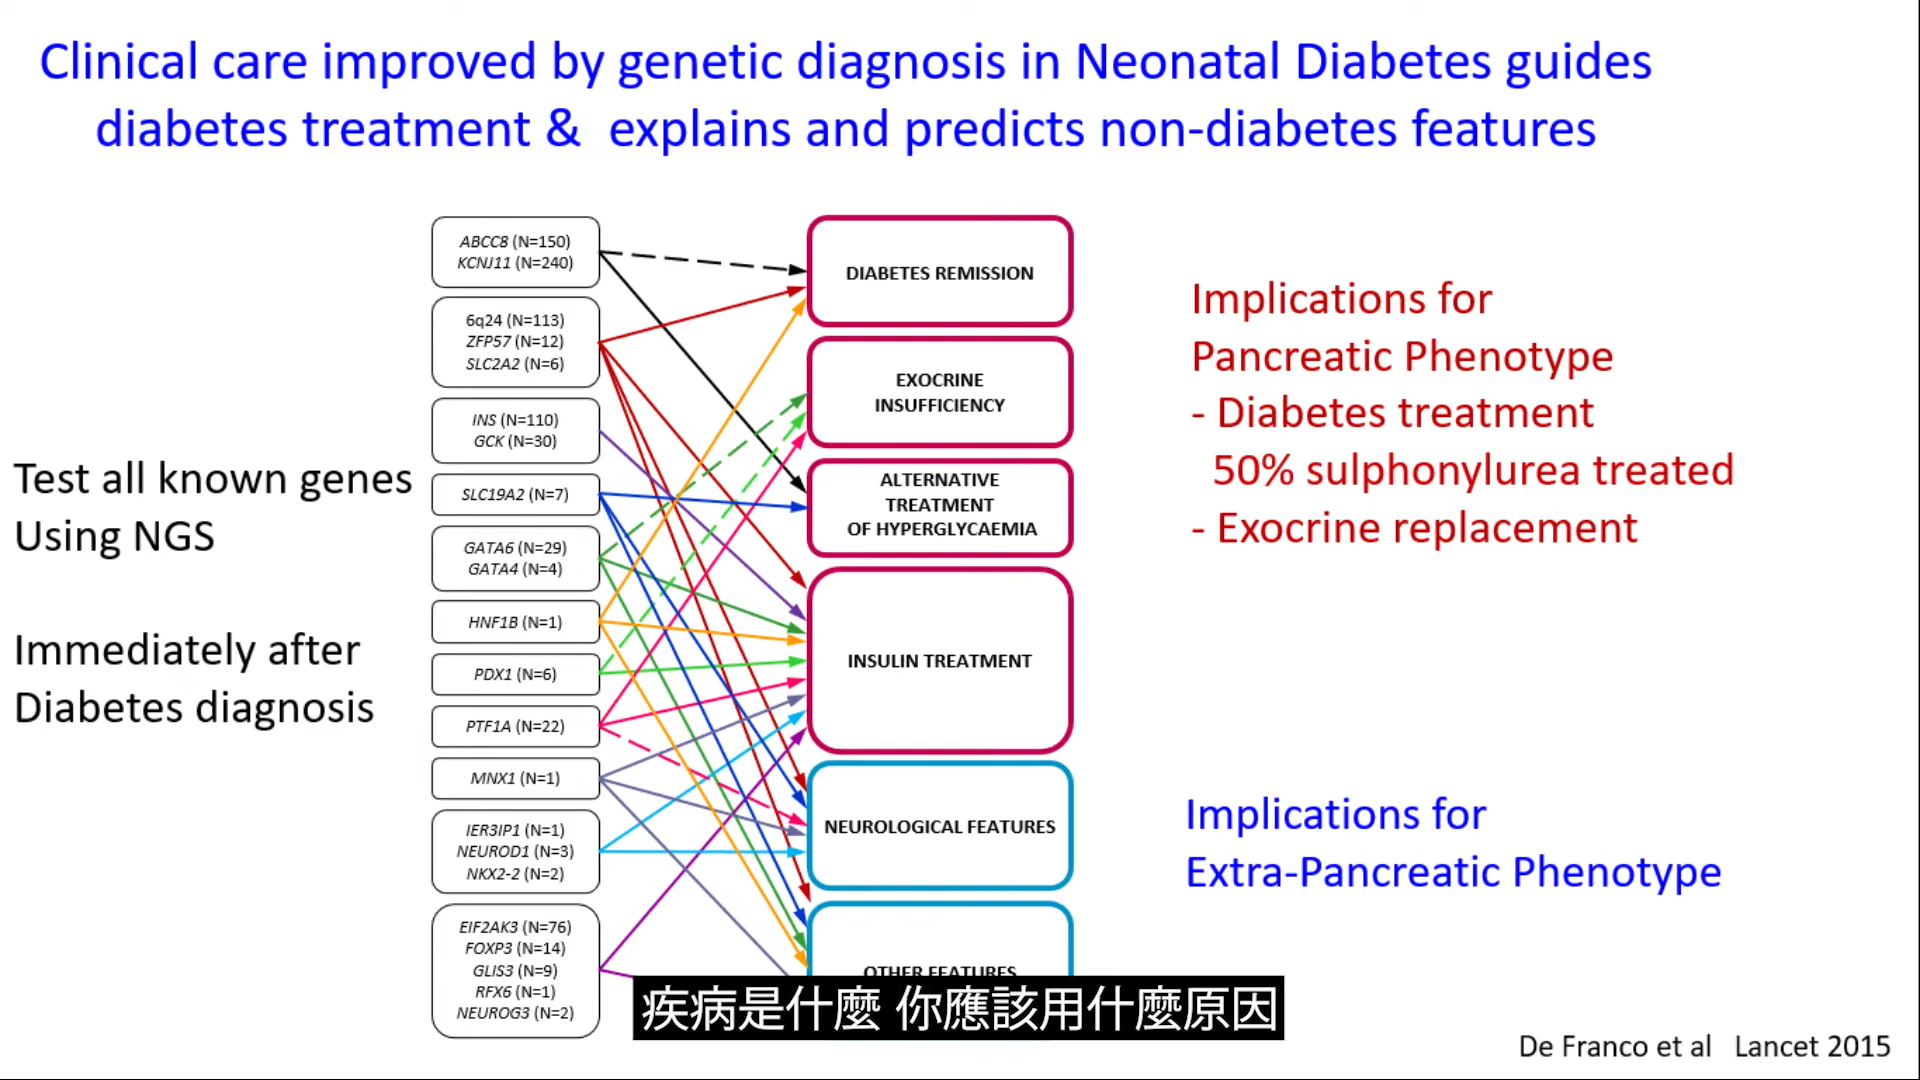 Clinical care improved by genetic diagnosis in Neonatal Diabetes guides
diabetes treatment & explains and predicts non-diabetes features
Test all known genes
Using NGS
Immediately after
Diabetes diagnosis
ABCC8 (N=150)
KCNJ11 (N=240)
6q24 (N=113)
ZFP57 (N=12)
SLC2A2 (N=6)
INS (N=110)
GCK (N=30)
SLC19A2 (N=7)
GATA6 (N=29)
GATA4 (N=4)
HNF1B (N=1)
PDX1 (N=6)
PTF1A (N=22)
MNX1 (N=1)
IER3IP1 (N=1)
NEUROD1 (N=3)
NKX2-2 (N=2)
EIF2AK3 (N=76)
FOXP3 (N=14)
GLIS3 (N=9)
RFX6 (N=1)
NEUROG3 (N=2)
DIABETES REMISSION
EXOCRINE
INSUFFICIENCY
ALTERNATIVE
TREATMENT
OF HYPERGLYCAEMIA
INSULIN TREATMENT
NEUROLOGICAL FEATURES
OTHER FEATURES
Implications for
Pancreatic Phenotype
- Diabetes treatment
50% sulphonylurea treated
- Exocrine replacement
Implications for
Extra-Pancreatic Phenotype
疾病是什麼 你應該用什麼原因
De Franco et al Lancet 2015